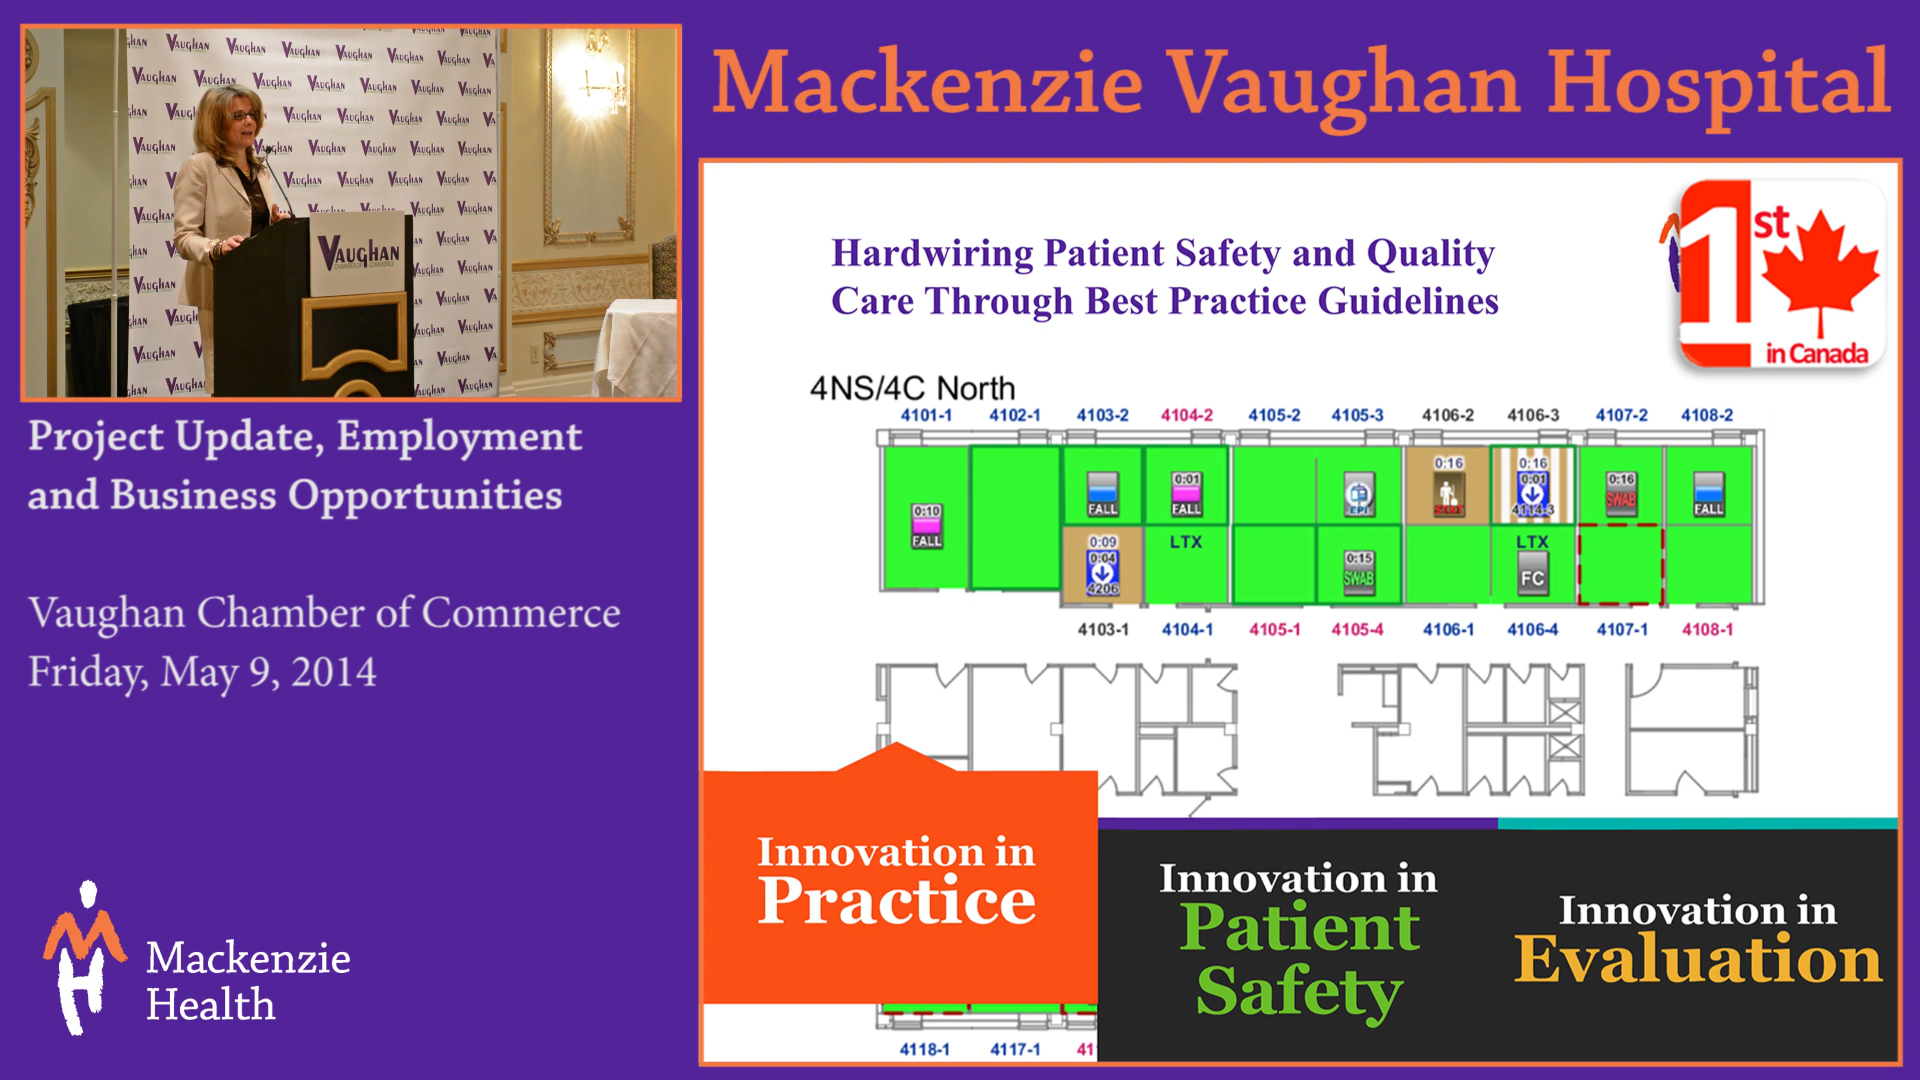 Mackenzie Vaughan Hospital
VAUGHAN
CHAMBER OF COMMERCE
Project Update, Employment
and Business Opportunities
Vaughan Chamber of Commerce
Friday, May 9, 2014
Mackenzie
Health
Hardwiring Patient Safety and Quality
Care Through Best Practice Guidelines
1st
in Canada
4NS/4C North
4101-1 4102-1 4103-2 4104-2 4105-2 4105-3 4106-2 4106-3 4107-2 4108-2
0:10
FALL
FALL
0:01
FALL
EPI
0:16
0:16
0:01
4114-3
0:16
SWAB
FALL
0:09
0:04
4206
LTX
0:15
SWAB
LTX
FC
4103-1 4104-1 4105-1 4105-4 4106-1 4106-4 4107-1 4108-1
Innovation in
Practice
Innovation in
Patient
Safety
Innovation in
Evaluation
4118-1 4117-1